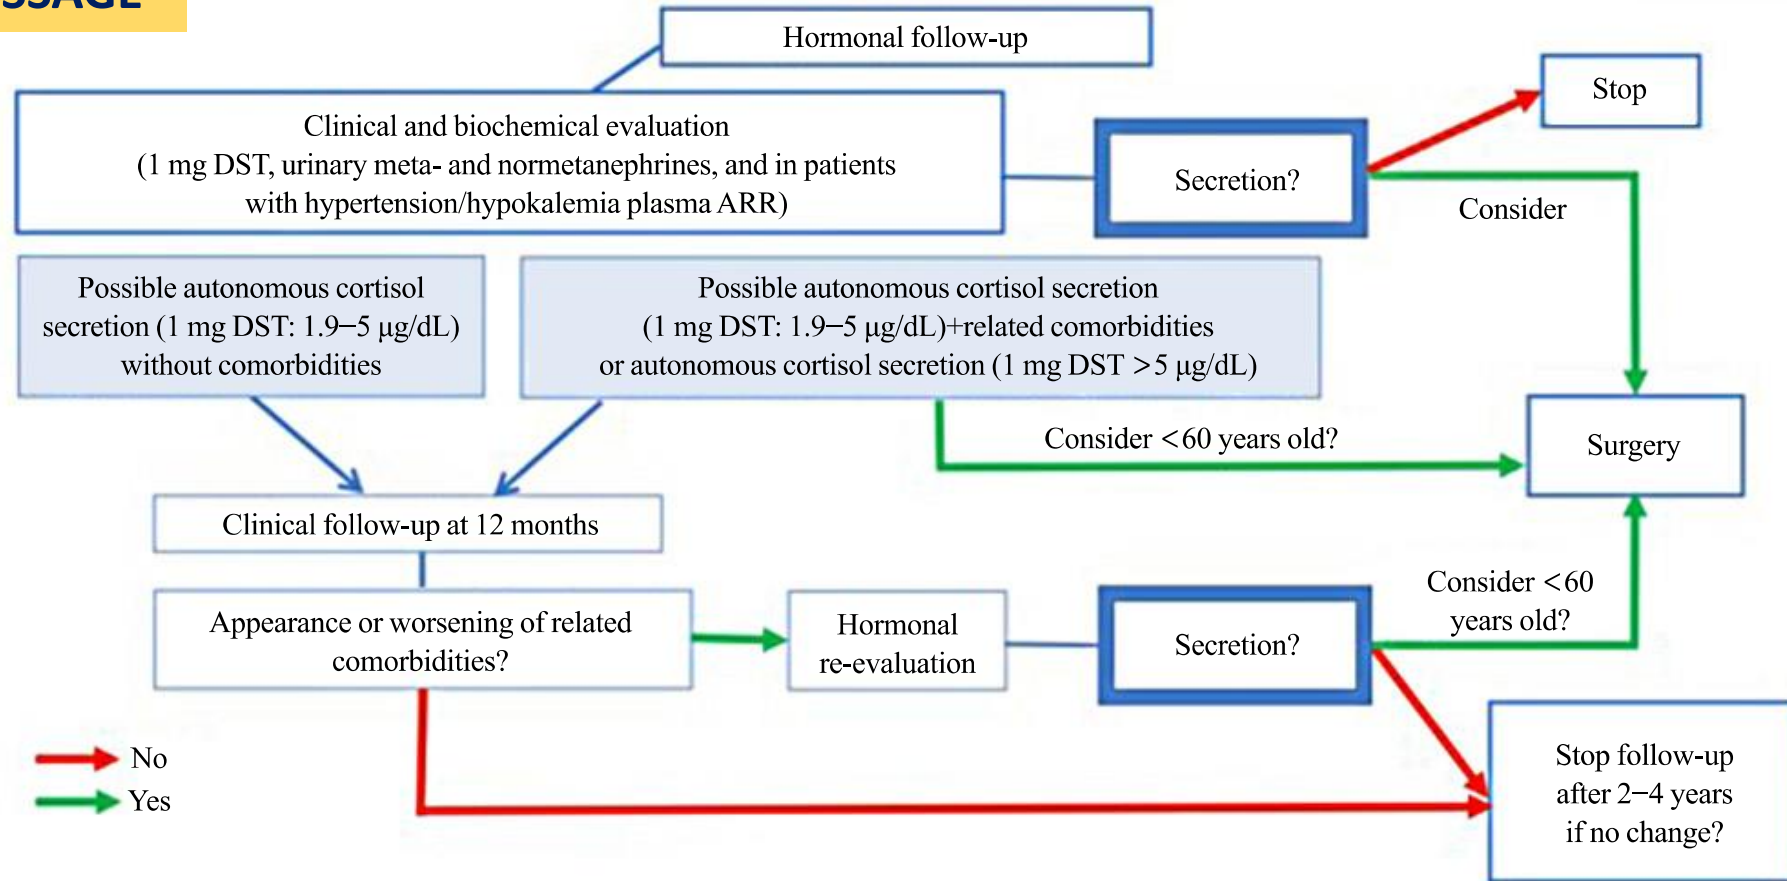 Hormonal follow-up
Clinical and biochemical evaluation
(1 mg DST, urinary meta- and normetanephrines, and in patients
with hypertension/hypokalemia plasma ARR)
Secretion?
Stop
Consider
Possible autonomous cortisol
secretion (1 mg DST: 1.9–5 μg/dL)
without comorbidities
Possible autonomous cortisol secretion
(1 mg DST: 1.9–5 μg/dL)+related comorbidities
or autonomous cortisol secretion (1 mg DST >5 μg/dL)
Consider <60 years old?
Surgery
Clinical follow-up at 12 months
Appearance or worsening of related
comorbidities?
Hormonal
re-evaluation
Secretion?
Consider <60
years old?
No
Yes
Stop follow-up
after 2–4 years
if no change?